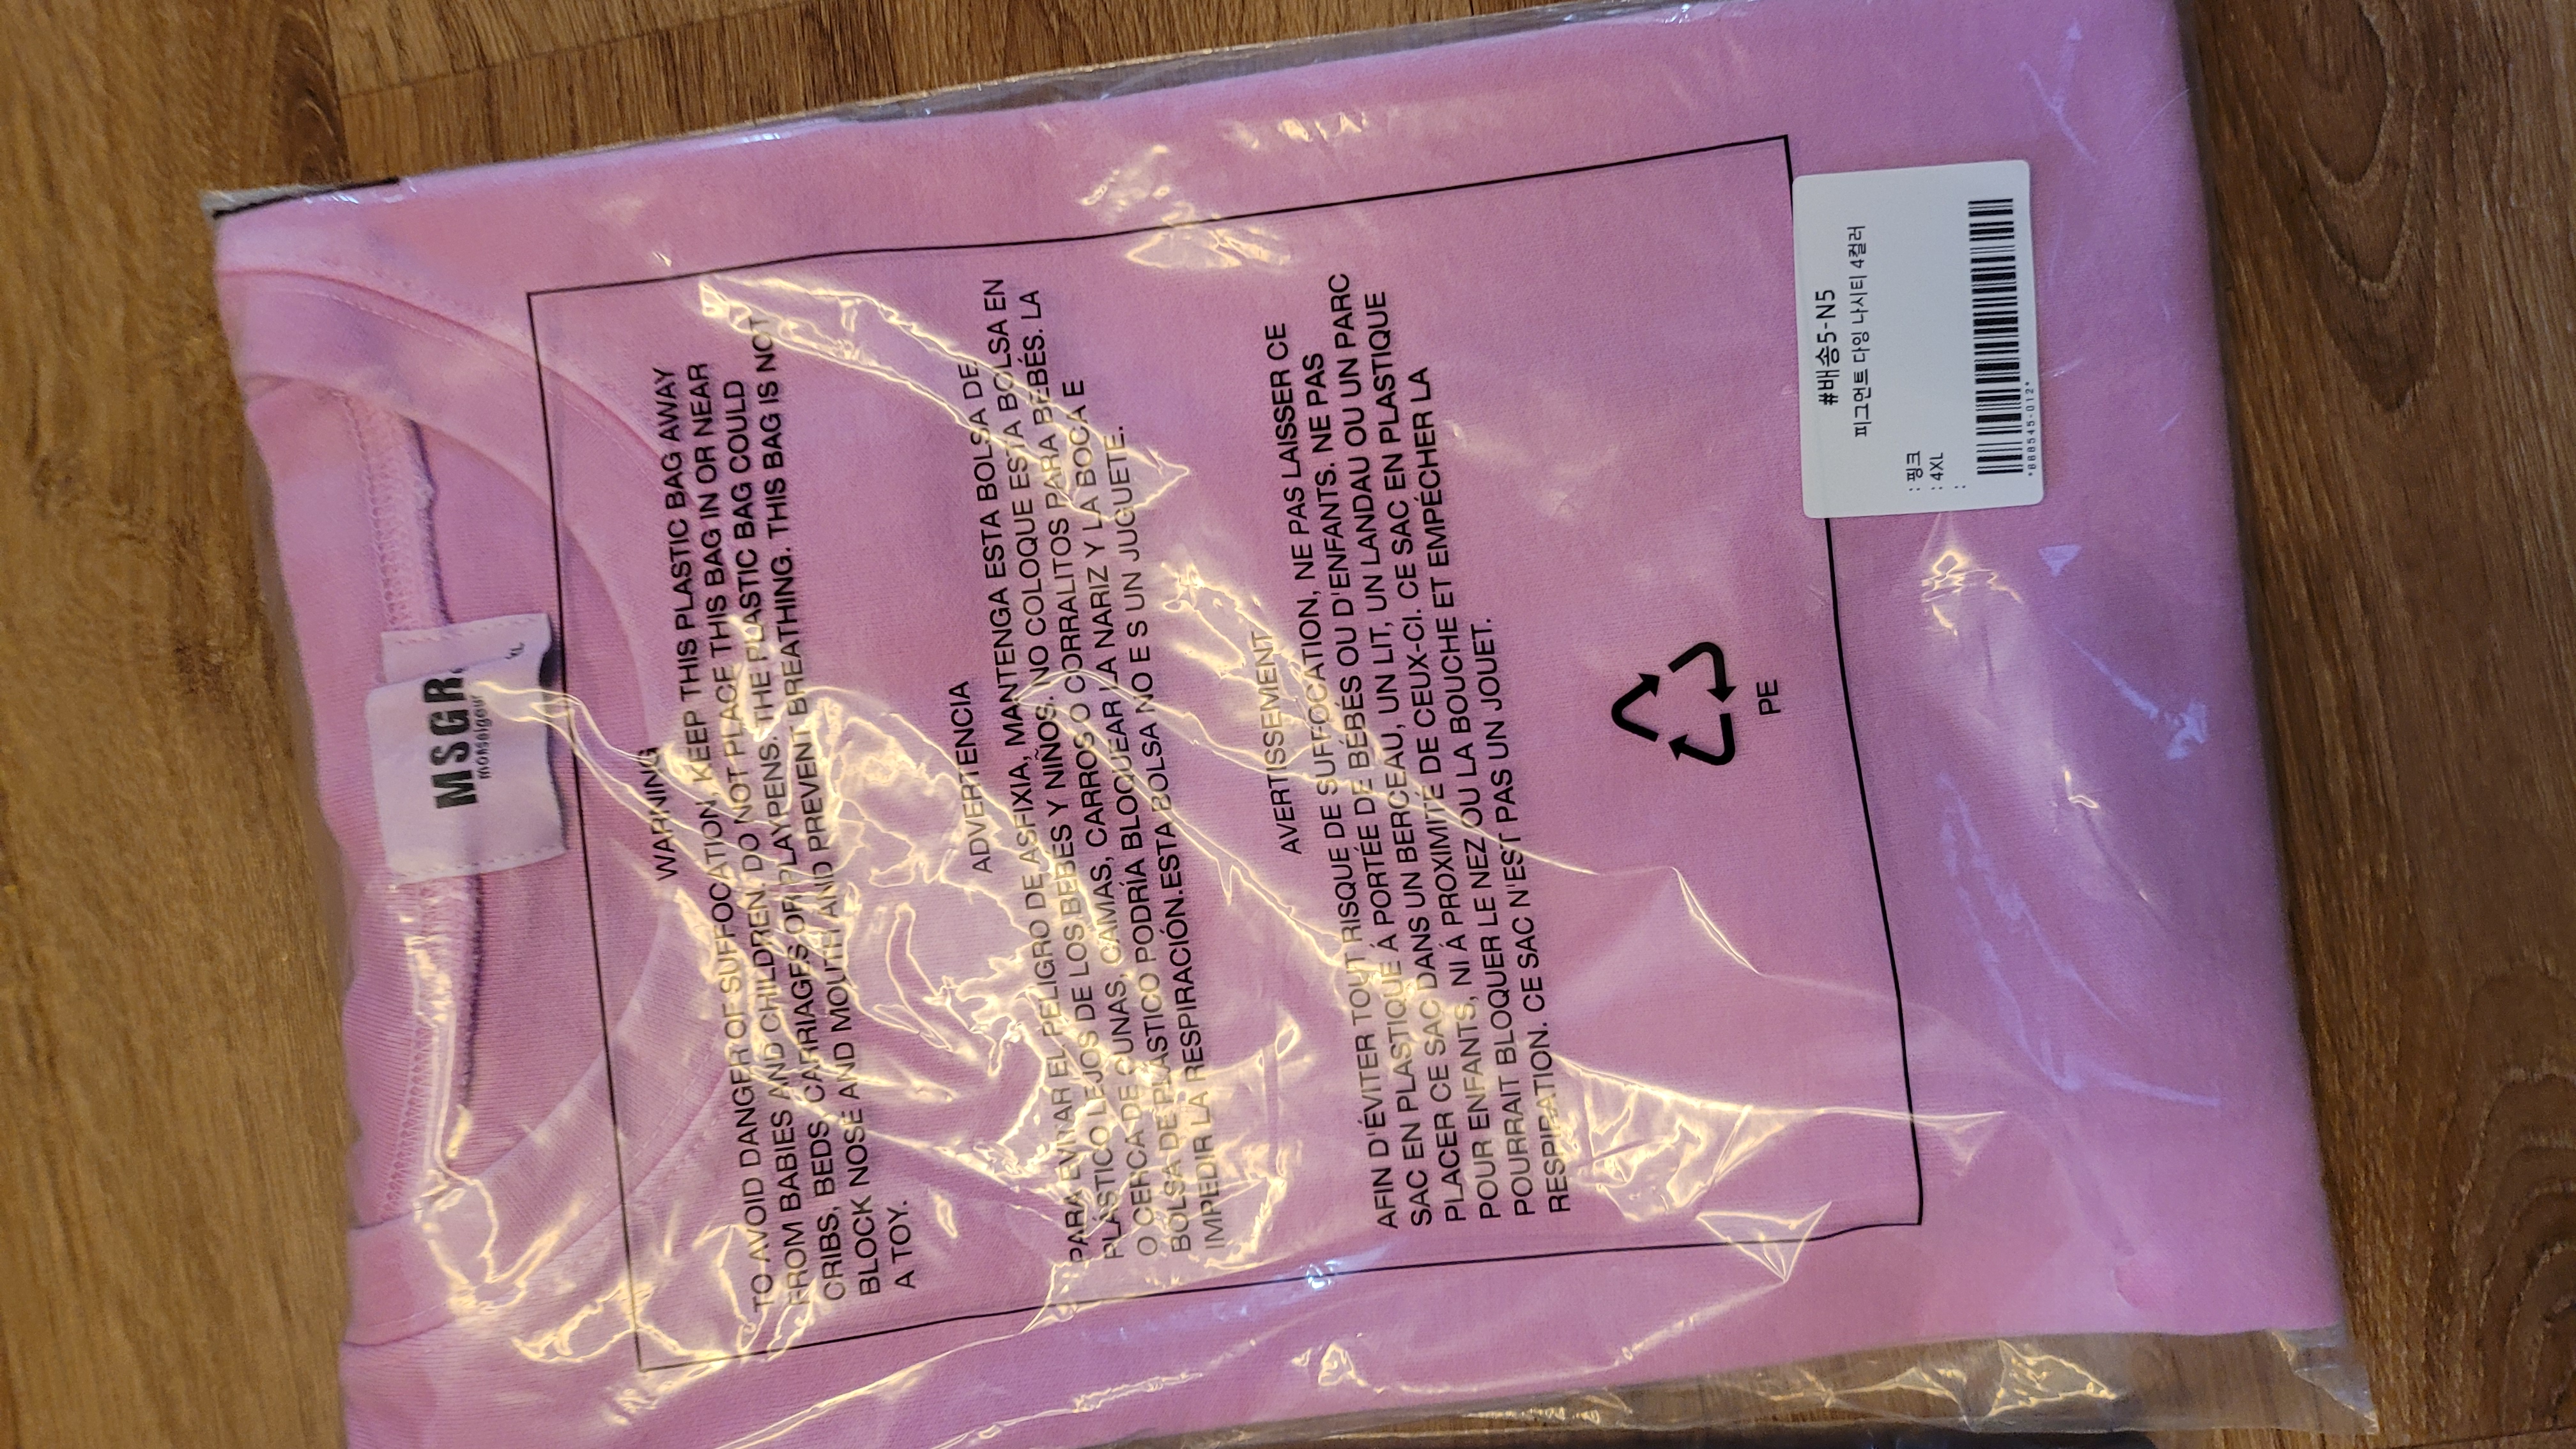 MSGR
monseigeur
XL
WARNING
TO AVOID DANGER OF SUFFOCATION, KEEP THIS PLASTIC BAG AWAY
FROM BABIES AND CHILDREN. DO NOT PLACE THIS BAG IN OR NEAR
CRIBS, BEDS, CARRIAGES OR PLAYPENS. THE PLASTIC BAG COULD
BLOCK NOSE AND MOUTH AND PREVENT BREATHING. THIS BAG IS NOT
A TOY.
ADVERTENCIA
PARA EVITAR EL PELIGRO DE ASFIXIA, MANTENGA ESTA BOLSA DE
PLÁSTICO LEJOS DE LOS BEBES Y NIÑOS. NO COLOQUE ESTA BOLSA EN
O CERCA DE CUNAS, CAMAS, CARROS O CORRALITOS PARA BEBÉS. LA
BOLSA DE PLÁSTICO PODRÍA BLOQUEAR LA NARIZ Y LA BOCA E
IMPEDIR LA RESPIRACIÓN.ESTA BOLSA NO E S UN JUGUETE.
AVERTISSEMENT
AFIN D'ÉVITER TOUT RISQUE DE SUFFOCATION, NE PAS LAISSER CE
SAC EN PLASTIQUE Á PORTÉE DE BÉBÉS OU D'ENFANTS. NE PAS
PLACER CE SAC DANS UN BERCEAU, UN LIT, UN LANDAU OU UN PARC
POUR ENFANTS, NI Á PROXIMITÉ DE CEUX-CI. CE SAC EN PLASTIQUE
POURRAIT BLOQUER LE NEZ OU LA BOUCHE ET EMPÉCHER LA
RESPIRATION. CE SAC N'EST PAS UN JOUET.
PE
#배송5-N5
피그먼트 다잉 나시티 4컬러
: 핑크
: 4XL
:
*888545-012*